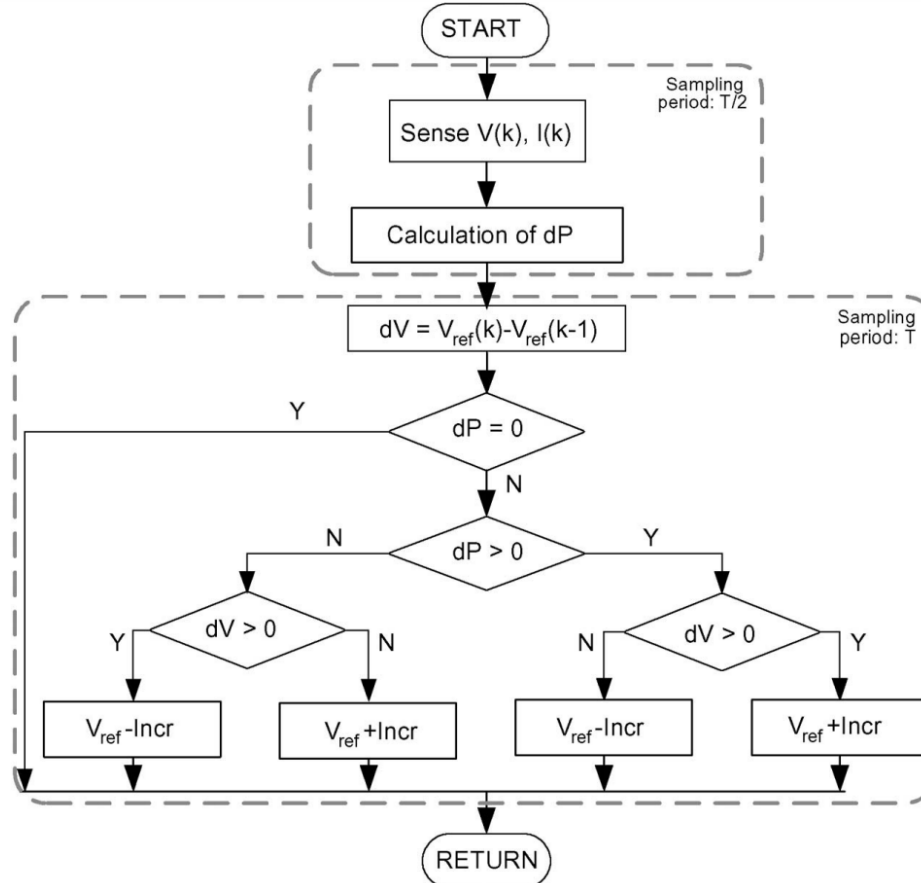 START
Sampling
period: T/2
Sense V(k), I(k)
Calculation of dP
dV = Vref(k)-Vref(k-1)
Sampling
period: T
Y
dP = 0
N
N
dP > 0
Y
Y
dV > 0
N
N
dV > 0
Y
Vref-Incr
Vref+Incr
Vref-Incr
Vref+Incr
RETURN